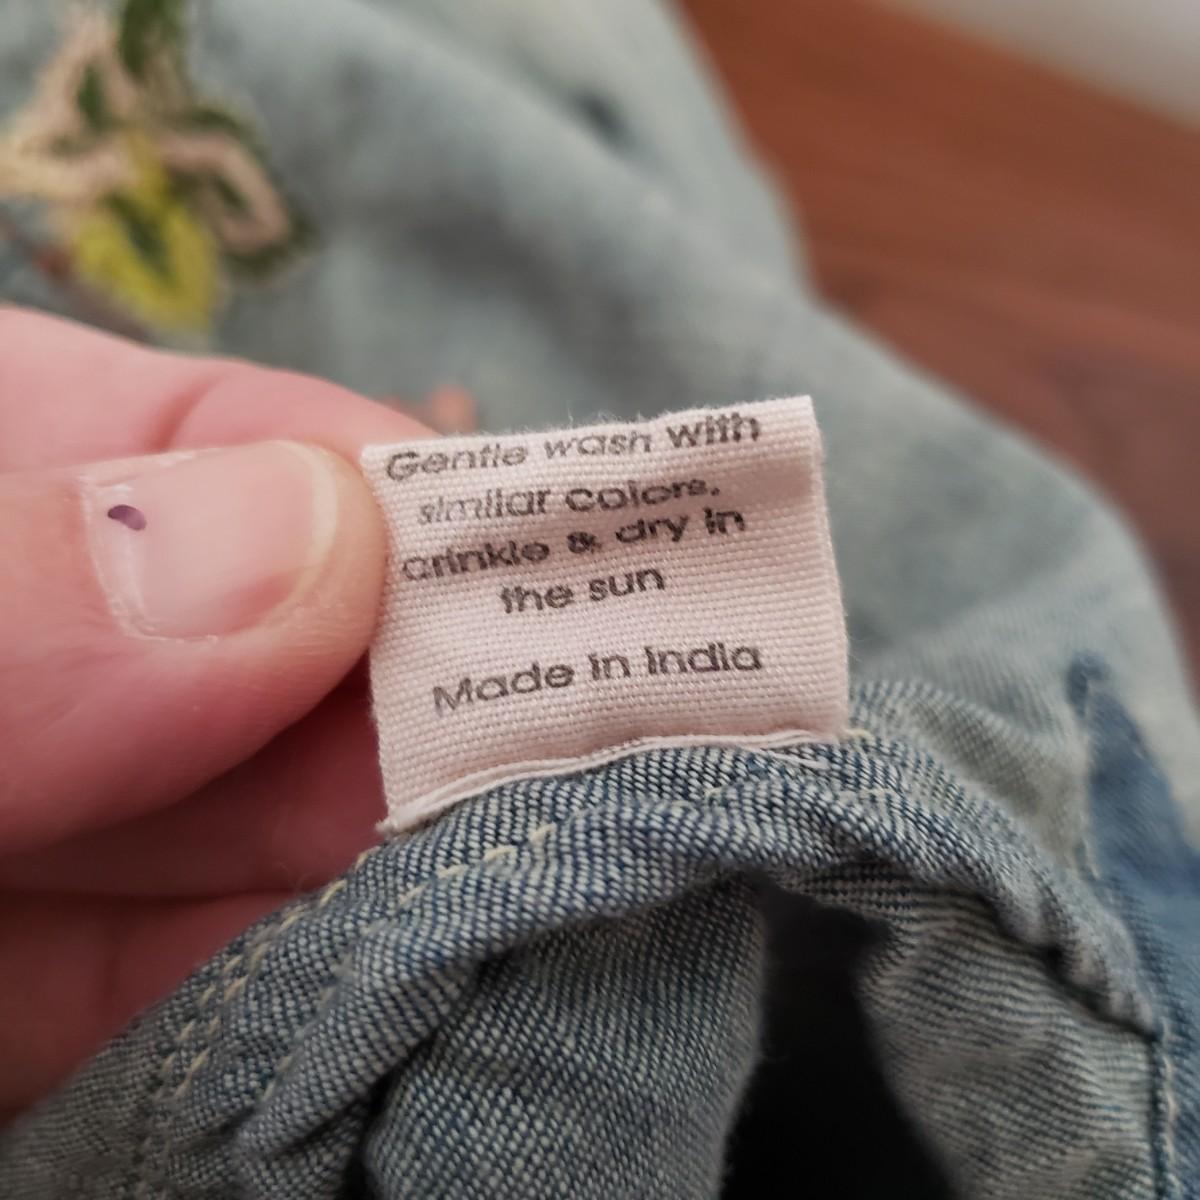 Gentle wash with
similar colors.
crinkle & dry in
the sun
Made in India